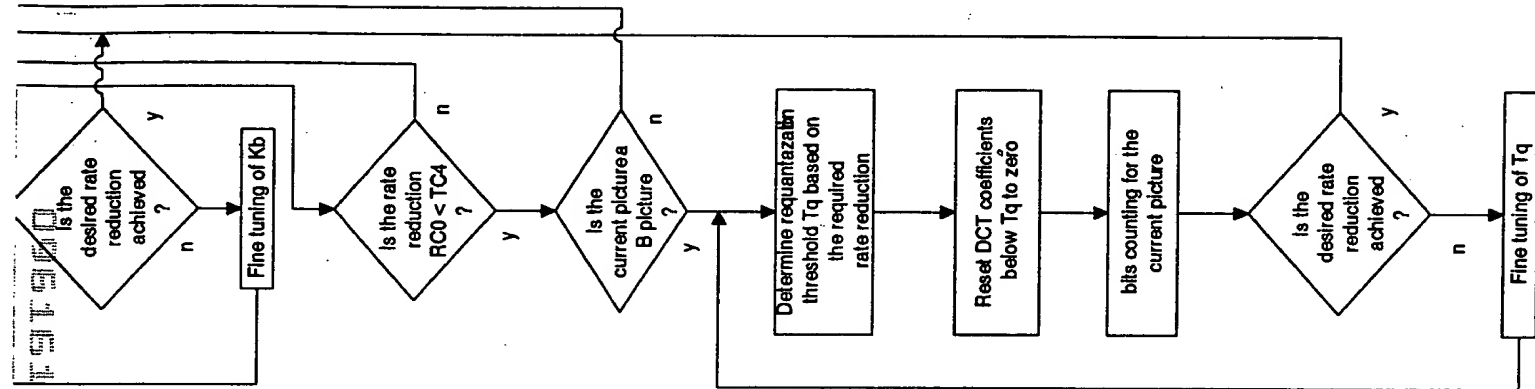 Is the
desired rate
reduction
achieved
?
y
n
Fine tuning of Kb
Is the rate
reduction
RC0 < TC4
?
n
y
Is the
current picturea
B picture
?
n
y
Determine requantazatbn
threshold Tq based on
the required
rate reduction
Reset DCT coefficients
below Tq to zero
bits counting for the
current picture
Is the
desired rate
reduction
achieved
?
y
n
Fine tuning of Tq